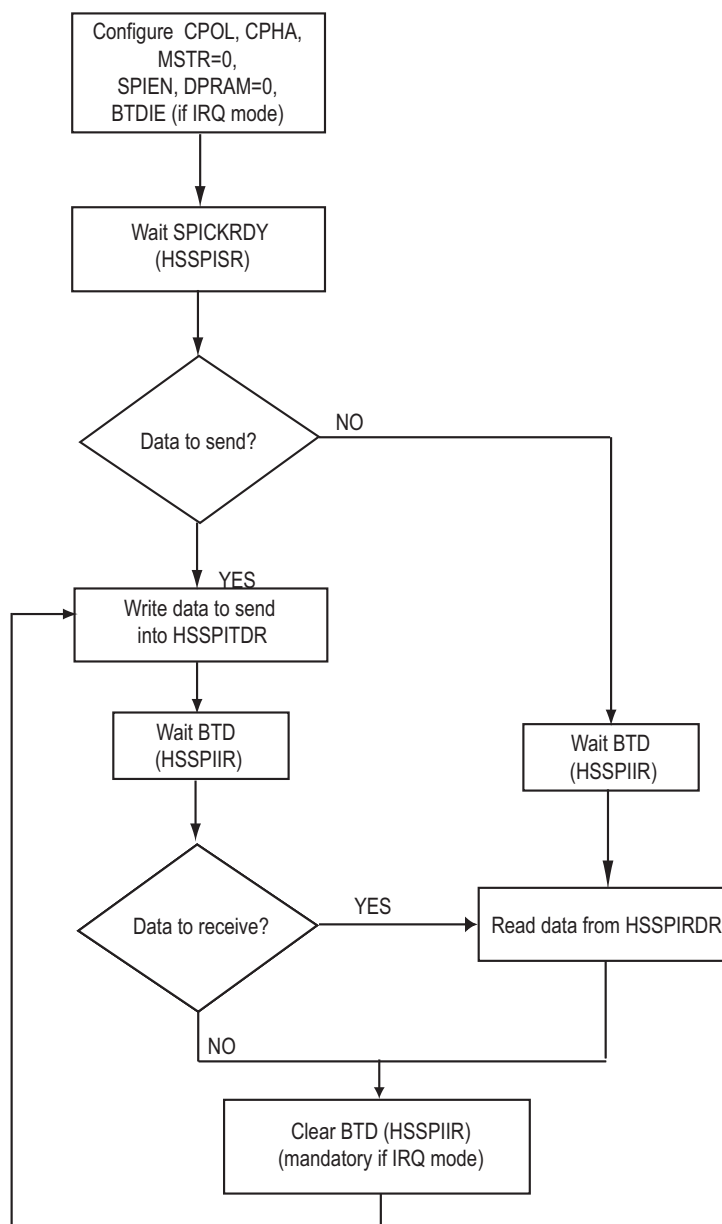 Configure CPOL, CPHA,
MSTR=0,
SPIEN, DPRAM=0,
BTDIE (if IRQ mode)
Wait SPICKRDY
(HSSPISR)
Data to send?
NO
YES
Write data to send
into HSSPITDR
Wait BTD
(HSSPIIR)
Wait BTD
(HSSPIIR)
Data to receive?
YES
Read data from HSSPIRDR
NO
Clear BTD (HSSPIIR)
(mandatory if IRQ mode)